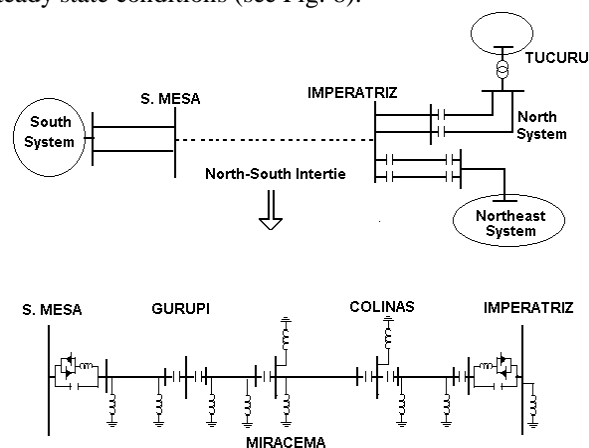 steady state conditions (see Fig. 8).
TUCURU
S. MESA
IMPERATRIZ
South
System
North
System
North-South Intertie
Northeast
System
S. MESA
GURUPI
COLINAS
IMPERATRIZ
MIRACEMA